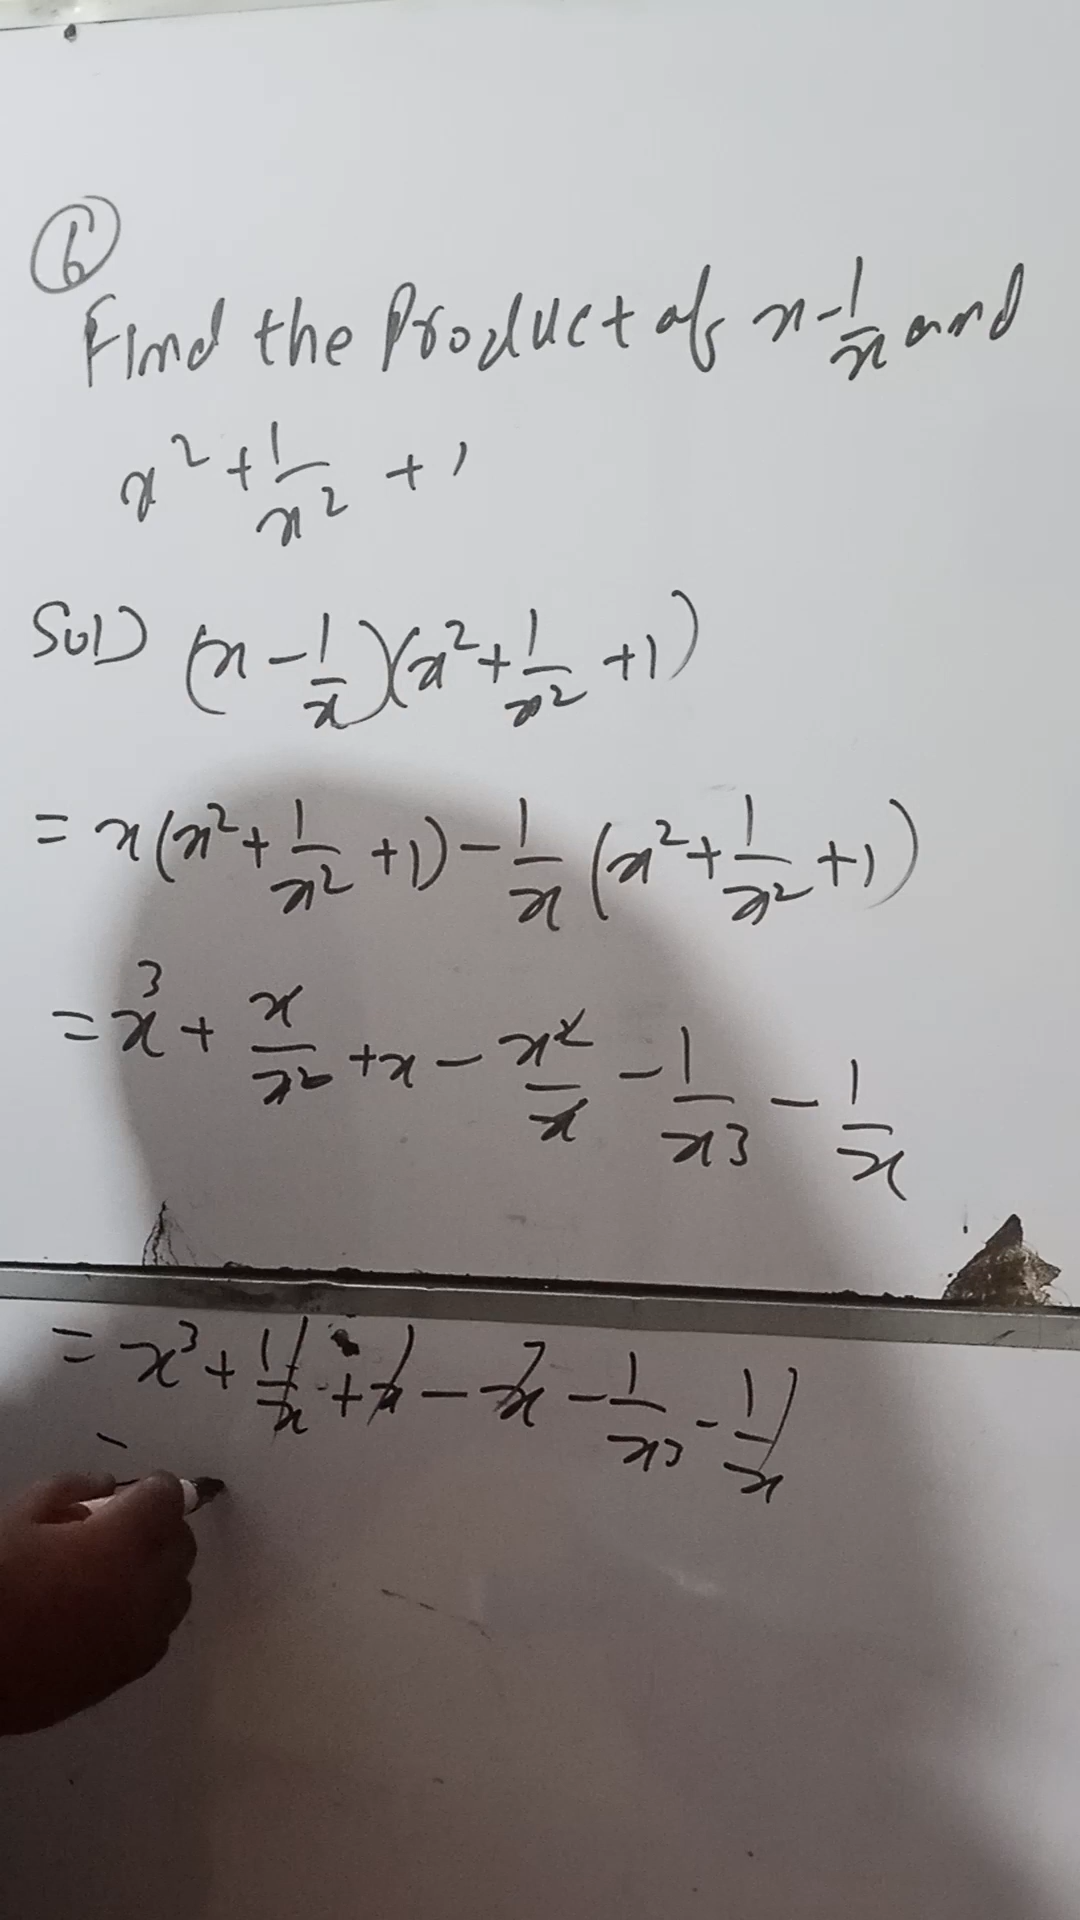 6
Find the Product of x - 1/x and
x² + 1/x² + 1
Sol) (x - 1/x)(x² + 1/x² + 1)
= x(x² + 1/x² + 1) - 1/x (x² + 1/x² + 1)
= x³ + x/x² + x - x²/x - 1/x³ - 1/x
= x³ + 1/x + x - x - 1/x³ - 1/x